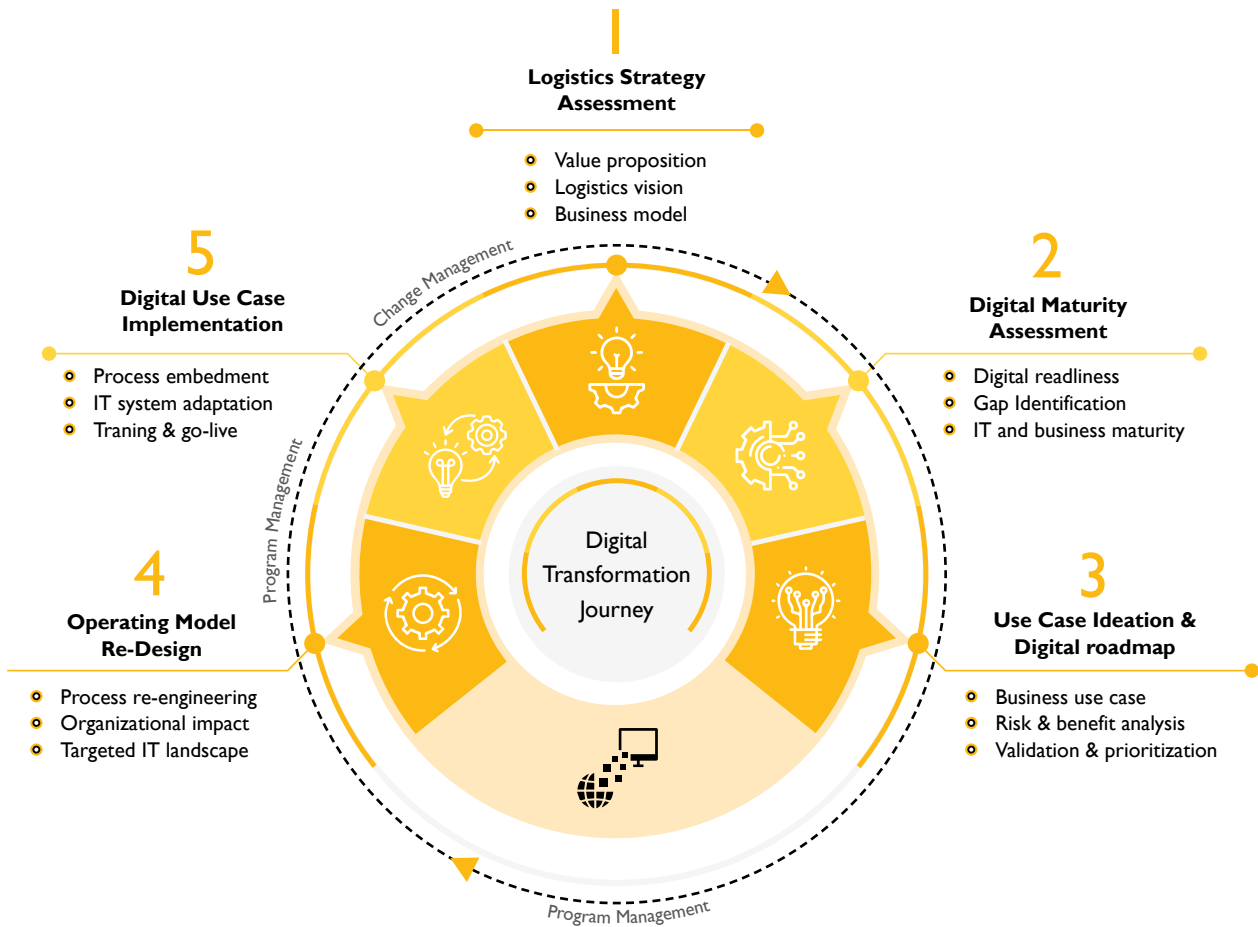 1
Logistics Strategy
Assessment
Value proposition
Logistics vision
Business model
2
Digital Maturity
Assessment
Digital readliness
Gap Identification
IT and business maturity
3
Use Case Ideation &
Digital roadmap
Business use case
Risk & benefit analysis
Validation & prioritization
4
Operating Model
Re-Design
Process re-engineering
Organizational impact
Targeted IT landscape
5
Digital Use Case
Implementation
Process embedment
IT system adaptation
Traning & go-live
Change Management
Program Management
Program Management
Digital
Transformation
Journey